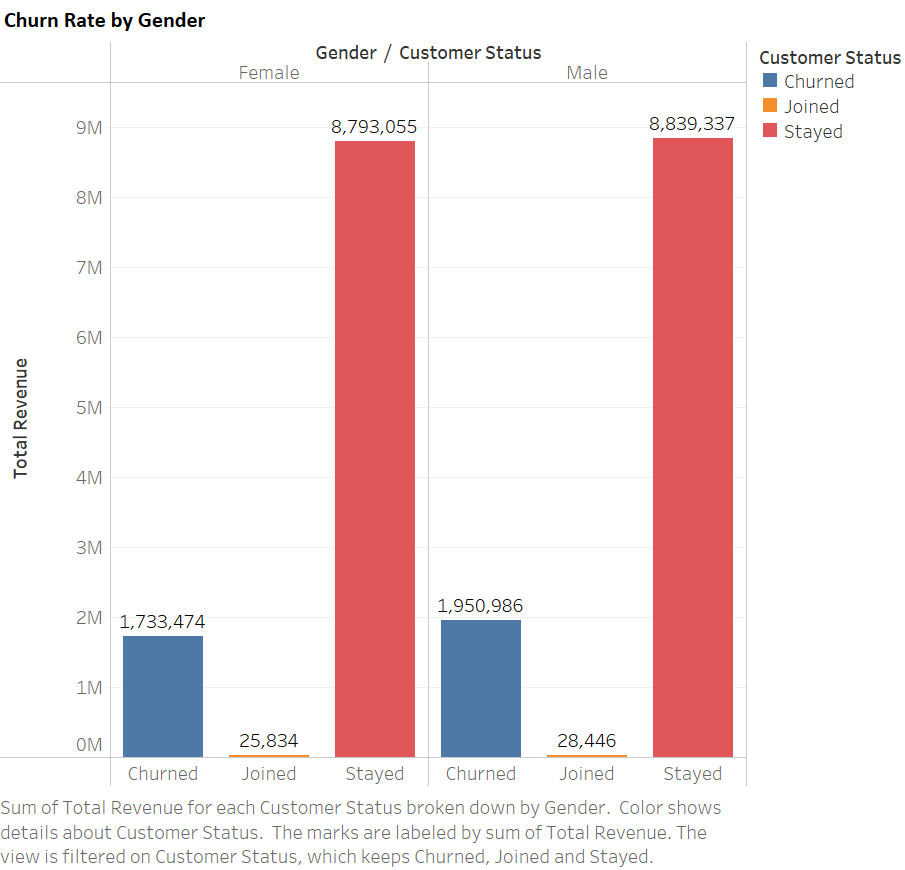 Churn Rate by Gender
Gender / Customer Status
Female
Male
Customer Status
Churned
Joined
Stayed
Total Revenue
9M
8M
7M
6M
5M
4M
3M
2M
1M
0M
1,733,474
25,834
8,793,055
1,950,986
28,446
8,839,337
Churned
Joined
Stayed
Churned
Joined
Stayed
Sum of Total Revenue for each Customer Status broken down by Gender.  Color shows
details about Customer Status.  The marks are labeled by sum of Total Revenue. The
view is filtered on Customer Status, which keeps Churned, Joined and Stayed.